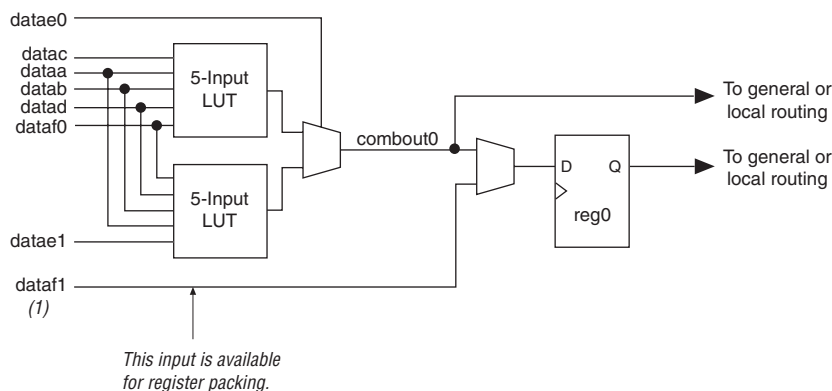 datae0
datac
dataa
datab
datad
dataf0
5-Input
LUT
5-Input
LUT
combout0
To general or
local routing
D Q
reg0
To general or
local routing
datae1
dataf1
(1)
This input is available
for register packing.